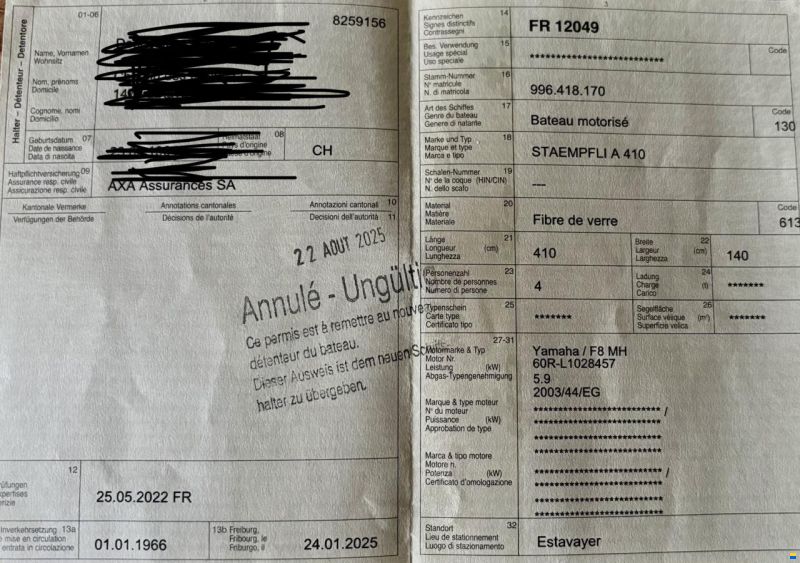 01-06
8259156
Halter – Détenteur – Detentore
Name, Vornamen
Wohnsitz
Nom, prénoms
Domicile
Cognome, nomi
Domicilio
Geburtsdatum 07
Date de naissance
Data di nascita
08
CH
Haftpflichtversicherung 09
Assurance resp. civile
Assicurazione resp. civile
AXA Assurances SA
Kantonale Vermerke
Annotations cantonales
Annotazioni cantonali 10
Verfügungen der Behörde
Décisions de l'autorité
Decisioni dell'autorità 11
22 AOUT 2025
Annulé - Ungülti
Ce permis est à remettre au nouve
détenteur du bateau.
Dieser Ausweis ist dem neuen Schiffs-
halter zu übergeben.
12
25.05.2022 FR
Inverkehrsetzung 13a
mise en circulation
entrata in circolazione
01.01.1966
13b Freiburg,
Fribourg, le
Friburgo, il
24.01.2025
Kennzeichen 14
Signes distinctifs
Contrassegni
FR 12049
Bes. Verwendung 15
Usage spécial
Uso speciale
Code
**************************
Stamm-Nummer 16
N° matricule
N. di matricola
996.418.170
Art des Schiffes 17
Genre du bateau
Genere di natante
Bateau motorisé
Code
130
Marke und Typ 18
Marque et type
Marca e tipo
STAEMPFLI A 410
Schalen-Nummer 19
N° de la coque (HIN/CIN)
N. dello scafo
---
Material 20
Matière
Materiale
Fibre de verre
Code
613
Länge 21
Longueur (cm)
Lunghezza
410
Breite 22
Largeur (cm)
Larghezza
140
Personenzahl 23
Nombre de personnes
Numero di persone
4
Ladung 24
Charge (t)
Carico
*******
Typenschein 25
Carte type
Certificato tipo
*******
Segelfläche 26
Surface vélique (m²)
Superficie velica
*******
27-31
Motormarke & Typ
Motor Nr.
Leistung (kW)
Abgas-Typengenehmigung
Yamaha / F8 MH
60R-L1028457
5.9
2003/44/EG
Marque & type moteur
N° du moteur
Puissance (kW)
Approbation de type
************************** /
**************************
**************************
**************************
Marca & tipo motore
Motore n.
Potenza (kW)
Certificato d'omologazione
************************** /
**************************
**************************
**************************
Standort 32
Lieu de stationnement
Luogo di stazionamento
Estavayer